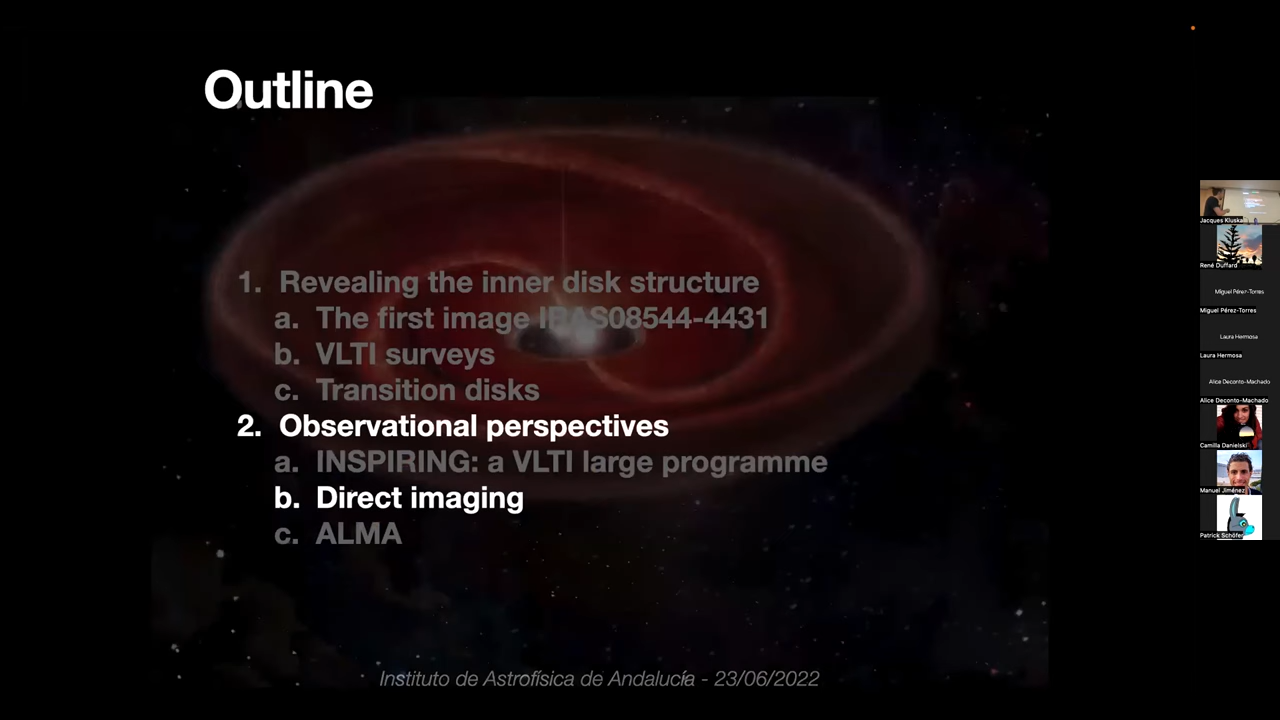 Outline
1. Revealing the inner disk structure
a. The first image IRAS08544-4431
b. VLTI surveys
c. Transition disks
2. Observational perspectives
a. INSPIRING: a VLTI large programme
b. Direct imaging
c. ALMA
Instituto de Astrofísica de Andalucía - 23/06/2022
Jacques Kluska
René Duffard
Miguel Pérez-Torres
Miguel Pérez-Torres
Laura Hermosa
Laura Hermosa
Alice Deconto-Machado
Alice Deconto-Machado
Camilla Danielski
Manuel Jiménez
Patrick Schöfer